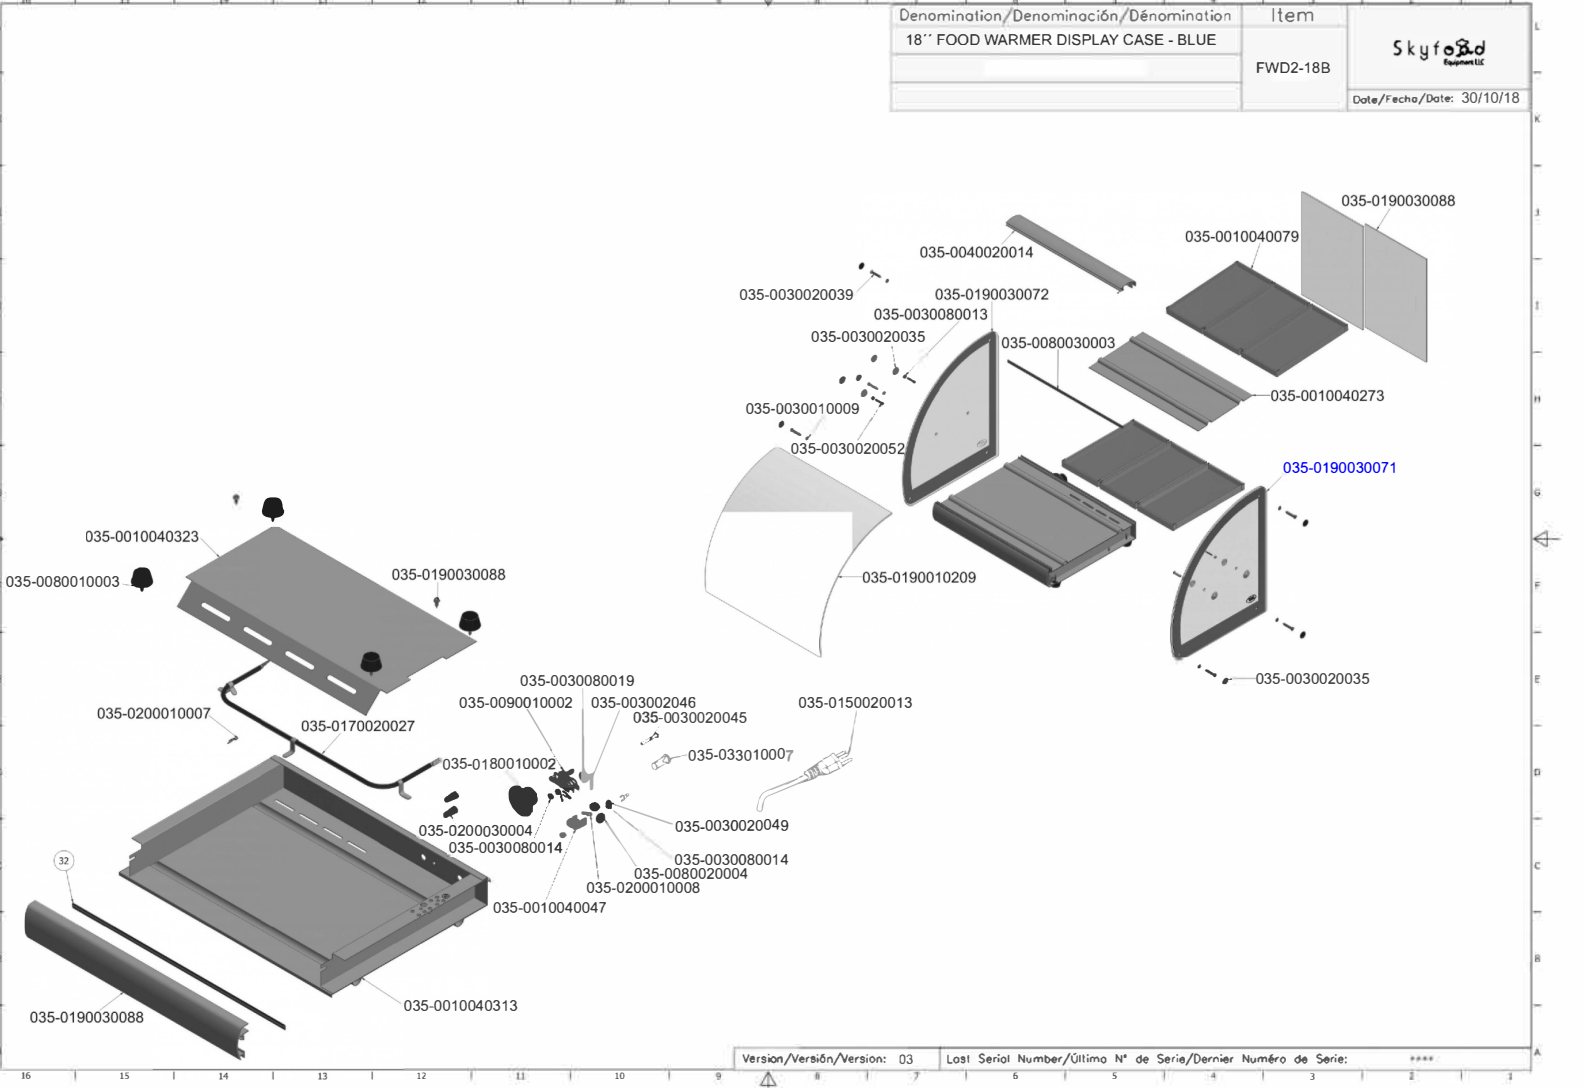 Denomination/Denominación/Dénomination
Item
18´´ FOOD WARMER DISPLAY CASE - BLUE
FWD2-18B
Skyfood
Equipment LLC
Date/Fecha/Date: 30/10/18
035-0190030088
035-0010040079
035-0040020014
035-0030020039
035-0190030072
035-0030080013
035-0030020035
035-0080030003
035-0010040273
035-0030010009
035-0030020052
035-0190030071
035-0010040323
035-0080010003
035-0190030088
035-0190010209
035-0030020035
035-0030080019
035-0090010002
035-003002046
035-0150020013
035-0200010007
035-0170020027
035-0030020045
035-033010007
035-0180010002
035-0200030004
035-0030020049
035-0030080014
035-0030080014
035-0080020004
035-0200010008
035-0010040047
32
035-0010040313
035-0190030088
Version/Versión/Version: 03
Last Serial Number/Último N° de Serie/Dernier Numéro de Serie: ****
16 15 14 13 12 11 10 9 8 7 6 5 4 3 2 1
L
K
J
I
H
G
F
E
D
C
B
A